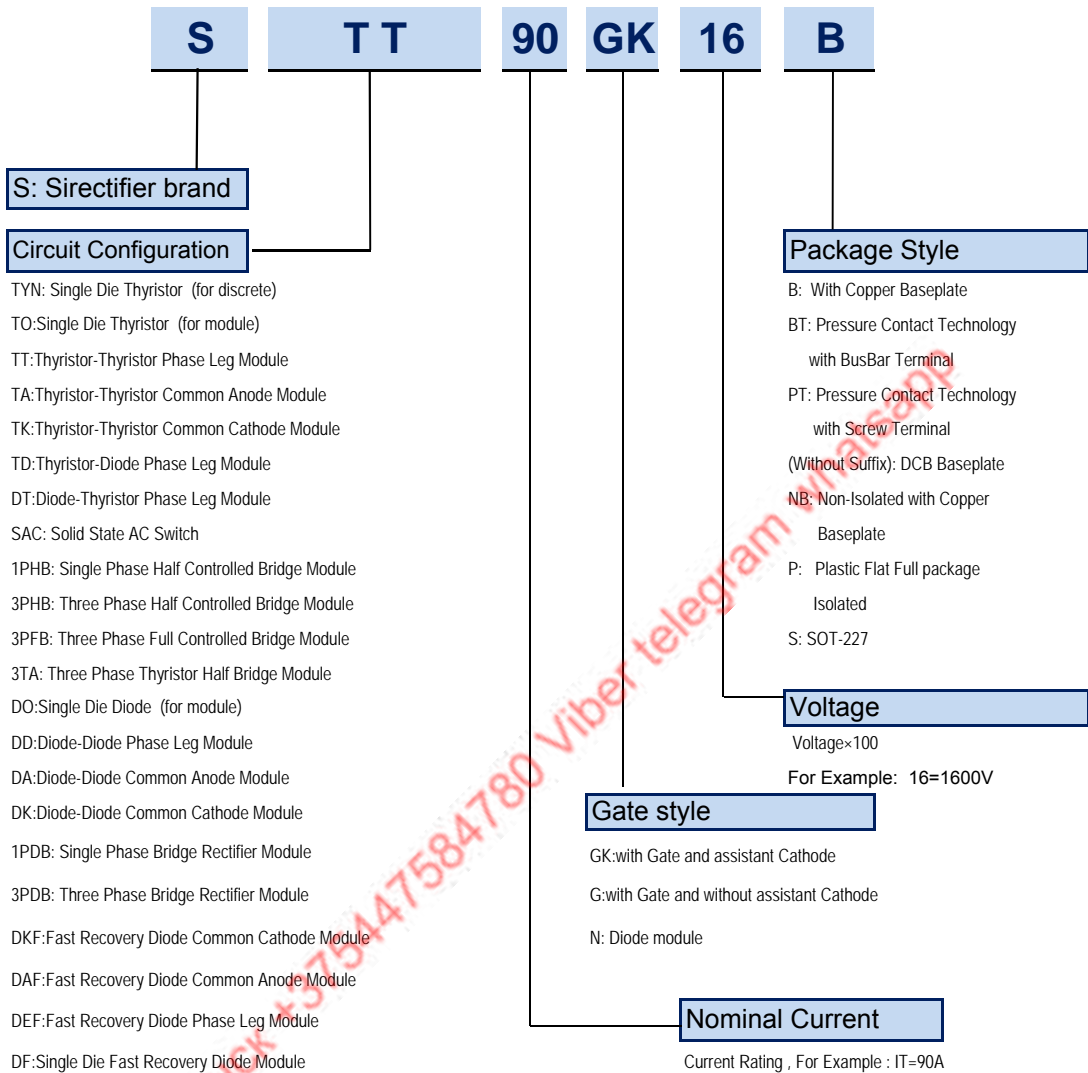 S TT 90 GK 16 B
S: Sirectifier brand
Circuit Configuration
TYN: Single Die Thyristor (for discrete)
TO:Single Die Thyristor (for module)
TT:Thyristor-Thyristor Phase Leg Module
TA:Thyristor-Thyristor Common Anode Module
TK:Thyristor-Thyristor Common Cathode Module
TD:Thyristor-Diode Phase Leg Module
DT:Diode-Thyristor Phase Leg Module
SAC: Solid State AC Switch
1PHB: Single Phase Half Controlled Bridge Module
3PHB: Three Phase Half Controlled Bridge Module
3PFB: Three Phase Full Controlled Bridge Module
3TA: Three Phase Thyristor Half Bridge Module
DO:Single Die Diode (for module)
DD:Diode-Diode Phase Leg Module
DA:Diode-Diode Common Anode Module
DK:Diode-Diode Common Cathode Module
1PDB: Single Phase Bridge Rectifier Module
3PDB: Three Phase Bridge Rectifier Module
DKF:Fast Recovery Diode Common Cathode Module
DAF:Fast Recovery Diode Common Anode Module
DEF:Fast Recovery Diode Phase Leg Module
DF:Single Die Fast Recovery Diode Module
Package Style
B: With Copper Baseplate
BT: Pressure Contact Technology
with BusBar Terminal
PT: Pressure Contact Technology
with Screw Terminal
(Without Suffix): DCB Baseplate
NB: Non-Isolated with Copper
Baseplate
P: Plastic Flat Full package
Isolated
S: SOT-227
Voltage
Voltage×100
For Example: 16=1600V
Gate style
GK:with Gate and assistant Cathode
G:with Gate and without assistant Cathode
N: Diode module
Nominal Current
Current Rating , For Example : IT=90A
+375447584780 Viber telegram whatsapp